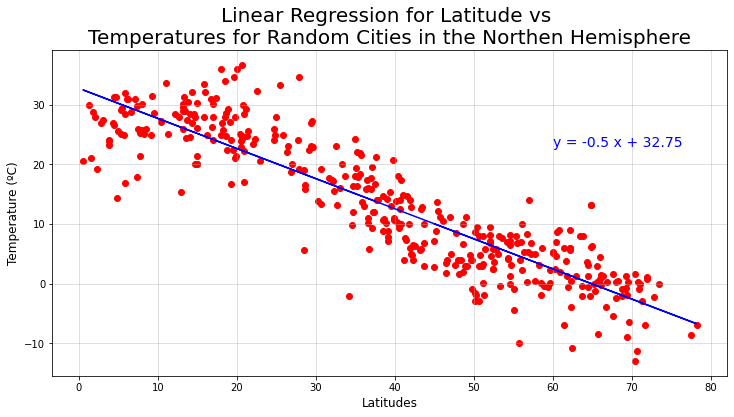 Linear Regression for Latitude vs
Temperatures for Random Cities in the Northen Hemisphere
y = -0.5 x + 32.75
Temperature (ºC)
30
20
10
0
−10
0 10 20 30 40 50 60 70 80
Latitudes